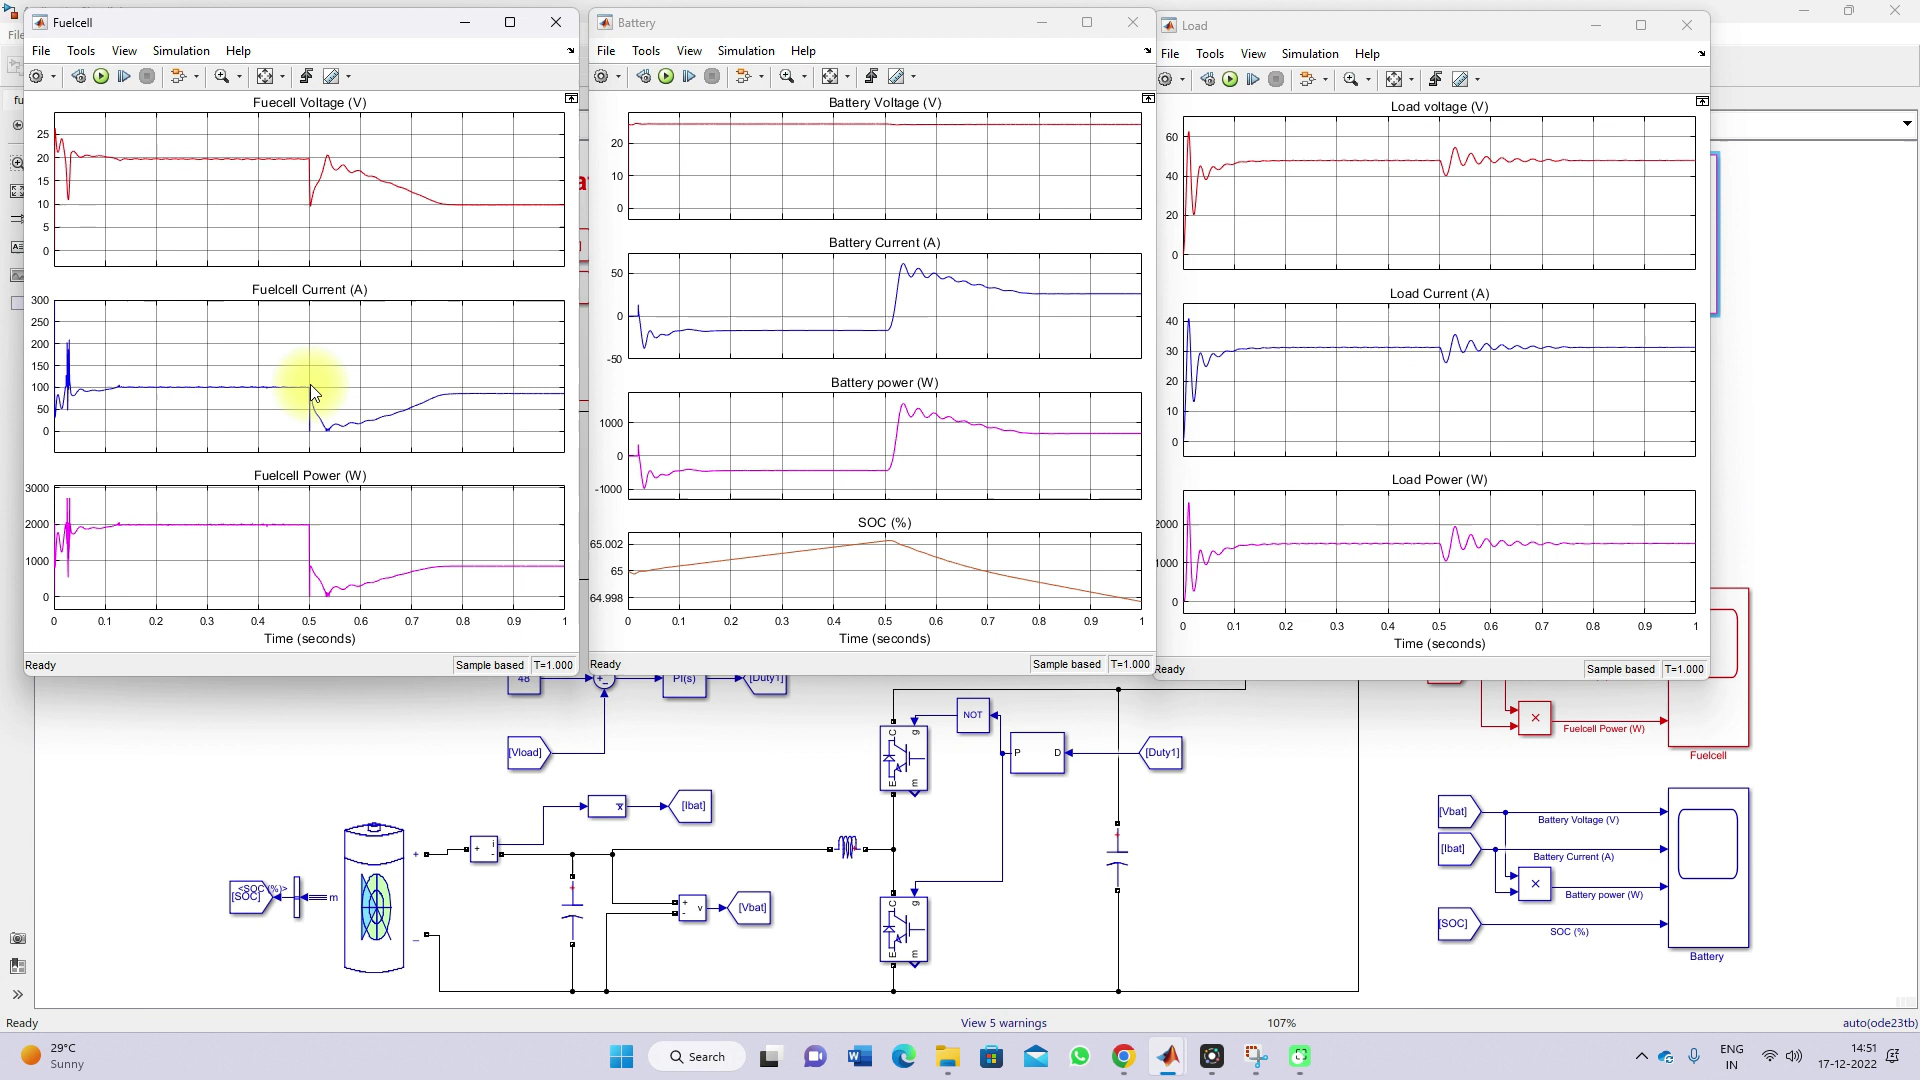 Fuelcell
File Tools View Simulation Help
Fuecell Voltage (V)
25
20
15
10
5
0
Fuelcell Current (A)
300
250
200
150
100
50
0
Fuelcell Power (W)
3000
2000
1000
0
0 0.1 0.2 0.3 0.4 0.5 0.6 0.7 0.8 0.9 1
Time (seconds)
Ready Sample based T=1.000
Battery
File Tools View Simulation Help
Battery Voltage (V)
20
10
0
Battery Current (A)
50
0
-50
Battery power (W)
1000
0
-1000
SOC (%)
65.002
65
64.998
0 0.1 0.2 0.3 0.4 0.5 0.6 0.7 0.8 0.9 1
Time (seconds)
Ready Sample based T=1.000
Load
File Tools View Simulation Help
Load voltage (V)
60
40
20
0
Load Current (A)
40
30
20
10
0
Load Power (W)
2000
1000
0
0 0.1 0.2 0.3 0.4 0.5 0.6 0.7 0.8 0.9 1
Time (seconds)
Ready Sample based T=1.000
48
PI(s)
[Duty1]
[Vload]
NOT
P D
[Duty1]
[Ibat]
<SOC (%)>
[SOC]
m
[Vbat]
Fuelcell Power (W)
Fuelcell
[Vbat]
Battery Voltage (V)
[Ibat]
Battery Current (A)
Battery power (W)
[SOC]
SOC (%)
Battery
Ready
View 5 warnings
107%
auto(ode23tb)
29°C
Sunny
Search
ENG
IN
14:51
17-12-2022